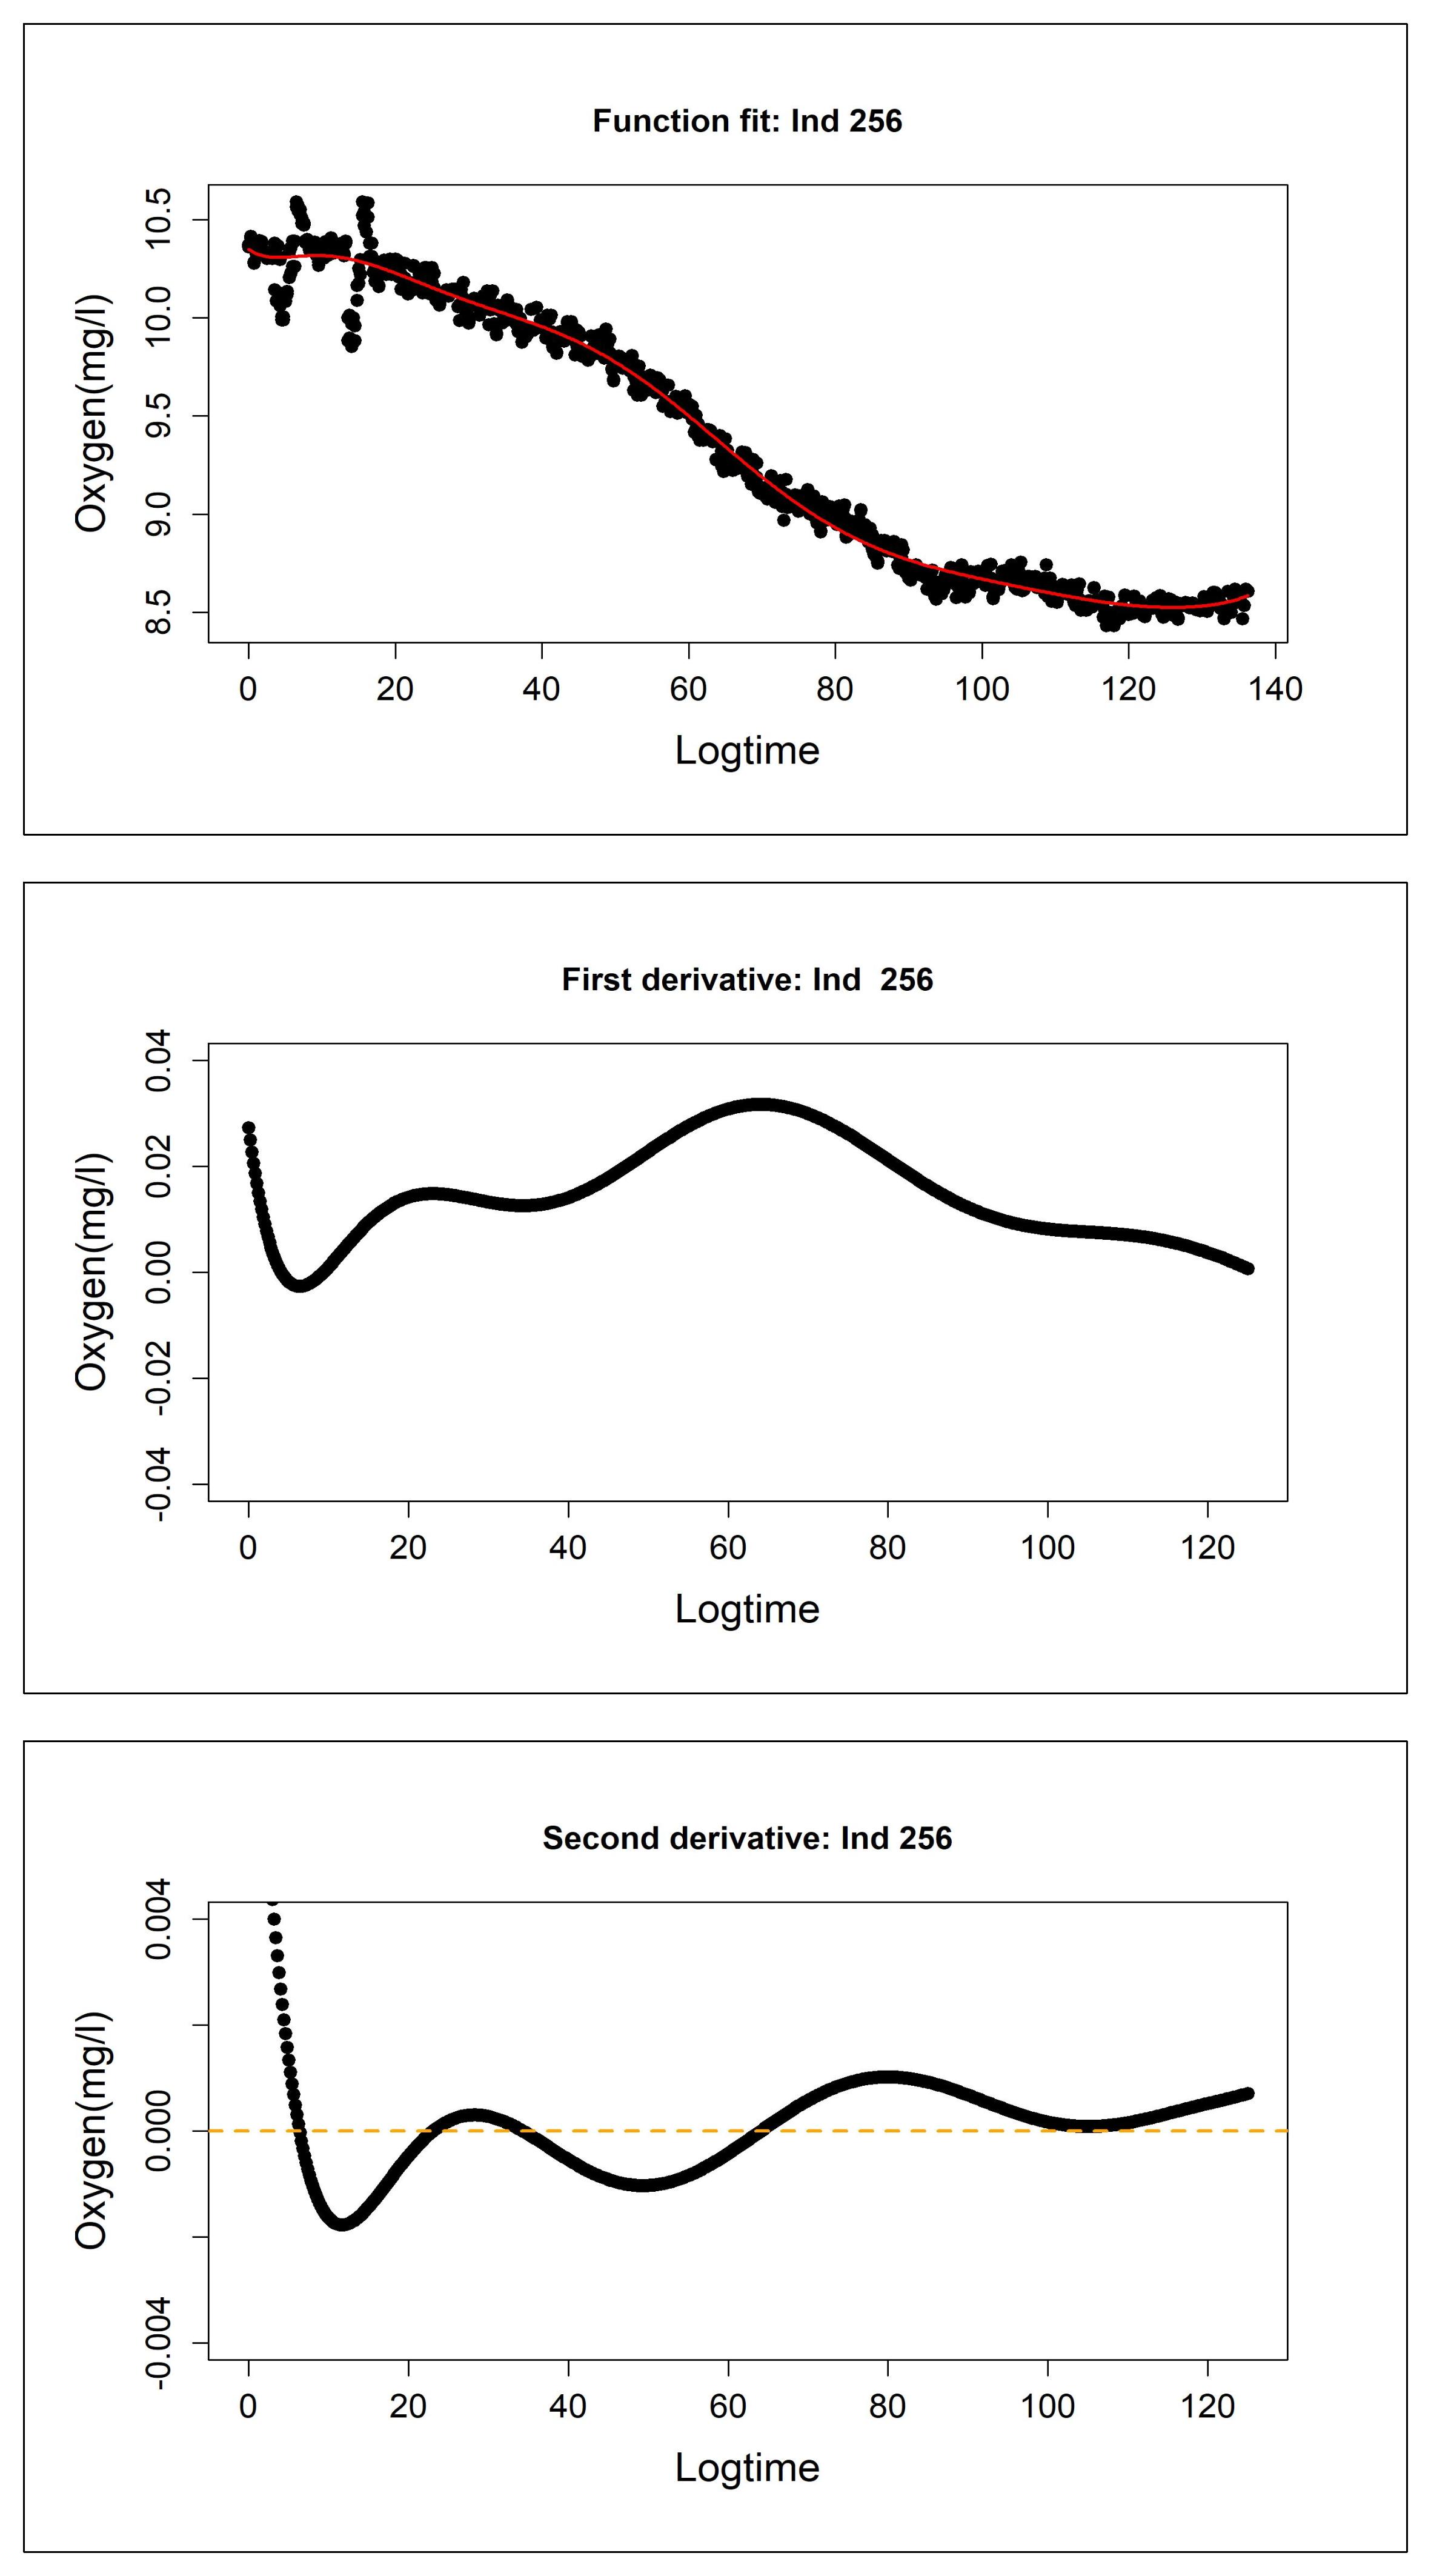 Function fit: Ind 256
Oxygen(mg/l)
10.5
10.0
9.5
9.0
8.5
0 20 40 60 80 100 120 140
Logtime
First derivative: Ind  256
Oxygen(mg/l)
0.04
0.02
0.00
-0.02
-0.04
0 20 40 60 80 100 120
Logtime
Second derivative: Ind 256
Oxygen(mg/l)
0.004
0.000
-0.004
0 20 40 60 80 100 120
Logtime